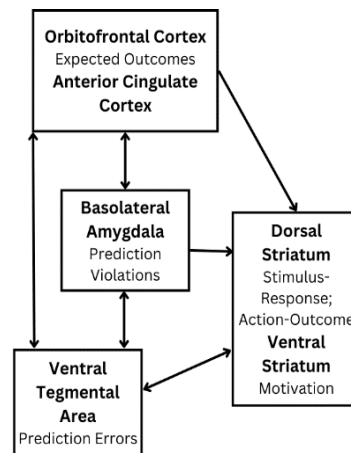 Orbitofrontal Cortex
Expected Outcomes
Anterior Cingulate
Cortex
Basolateral
Amygdala
Prediction
Violations
Dorsal
Striatum
Stimulus-
Response;
Action-Outcome
Ventral
Striatum
Motivation
Ventral
Tegmental
Area
Prediction Errors